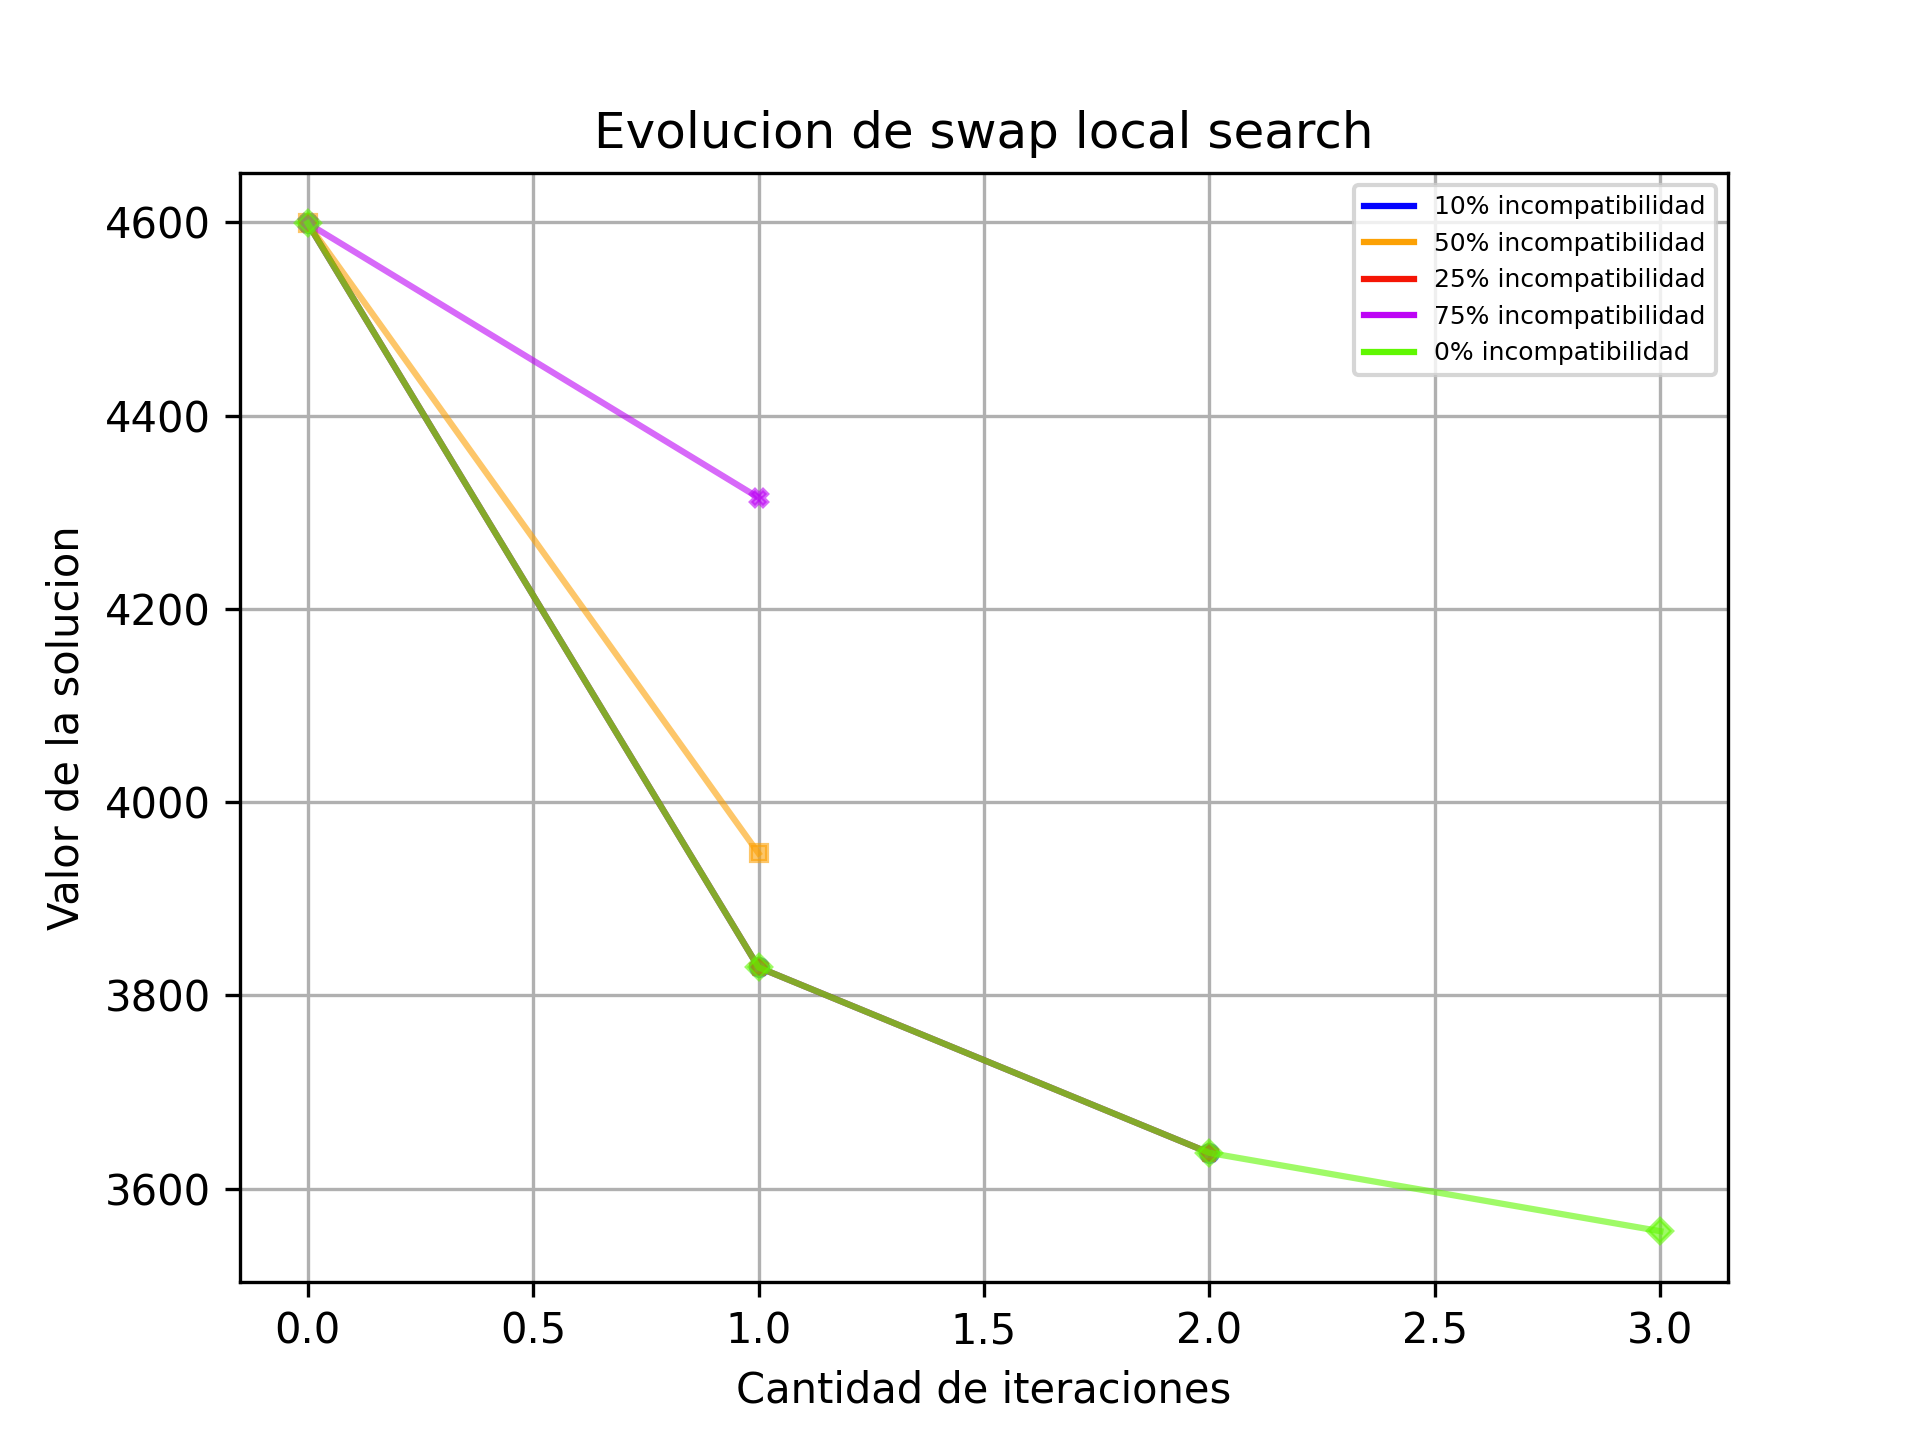 Evolucion de swap local search
10% incompatibilidad
50% incompatibilidad
25% incompatibilidad
75% incompatibilidad
0% incompatibilidad
4600
4400
4200
4000
3800
3600
Valor de la solucion
0.0 0.5 1.0 1.5 2.0 2.5 3.0
Cantidad de iteraciones